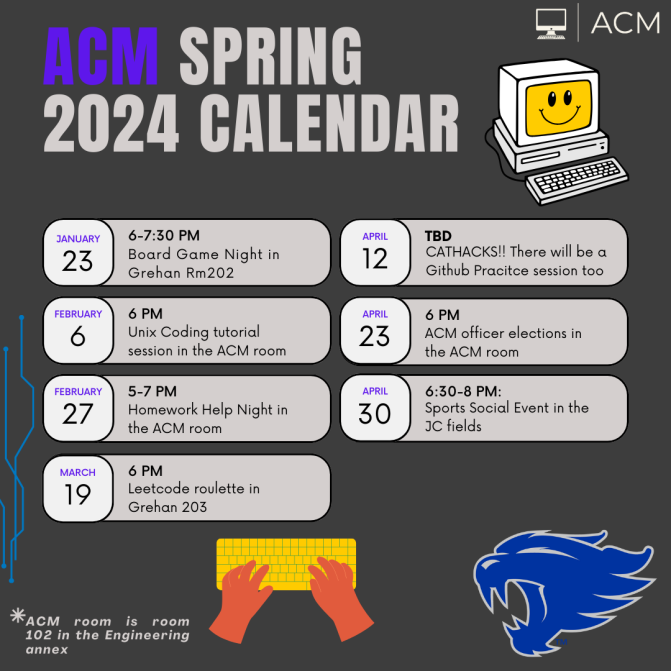 ACM
ACM SPRING
2024 CALENDAR
JANUARY
23
6-7:30 PM
Board Game Night in
Grehan Rm202
FEBRUARY
6
6 PM
Unix Coding tutorial
session in the ACM room
FEBRUARY
27
5-7 PM
Homework Help Night in
the ACM room
MARCH
19
6 PM
Leetcode roulette in
Grehan 203
APRIL
12
TBD
CATHACKS!! There will be a
Github Pracitce session too
APRIL
23
6 PM
ACM officer elections in
the ACM room
APRIL
30
6:30-8 PM:
Sports Social Event in the
JC fields
*ACM room is room
102 in the Engineering
annex